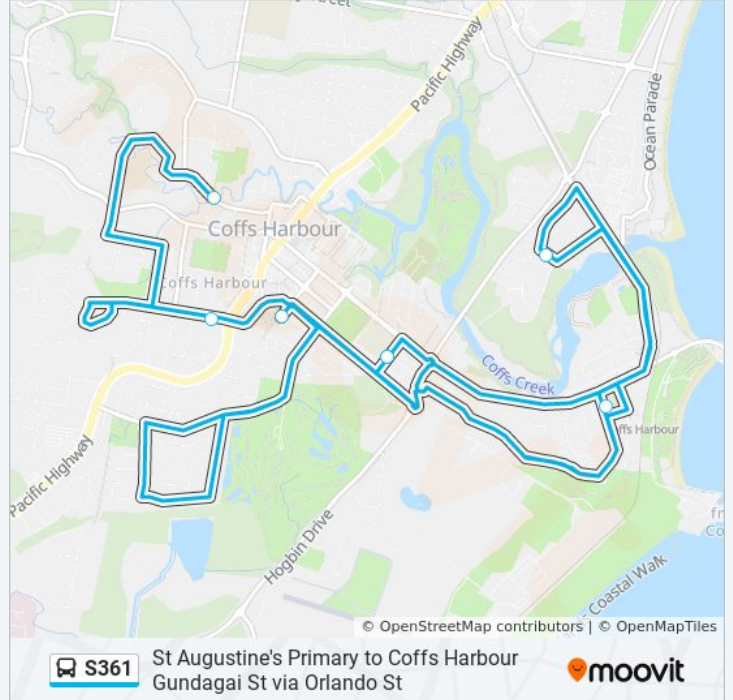 Pacific Highway
Ocean Parade
Coffs Harbour
Coffs Harbour
Coffs Creek
ffs Harbour
Pacific Highway
Hogbin Drive
Coastal Walk
© OpenStreetMap contributors | © OpenMapTiles
S361
St Augustine's Primary to Coffs Harbour
Gundagai St via Orlando St
moovit